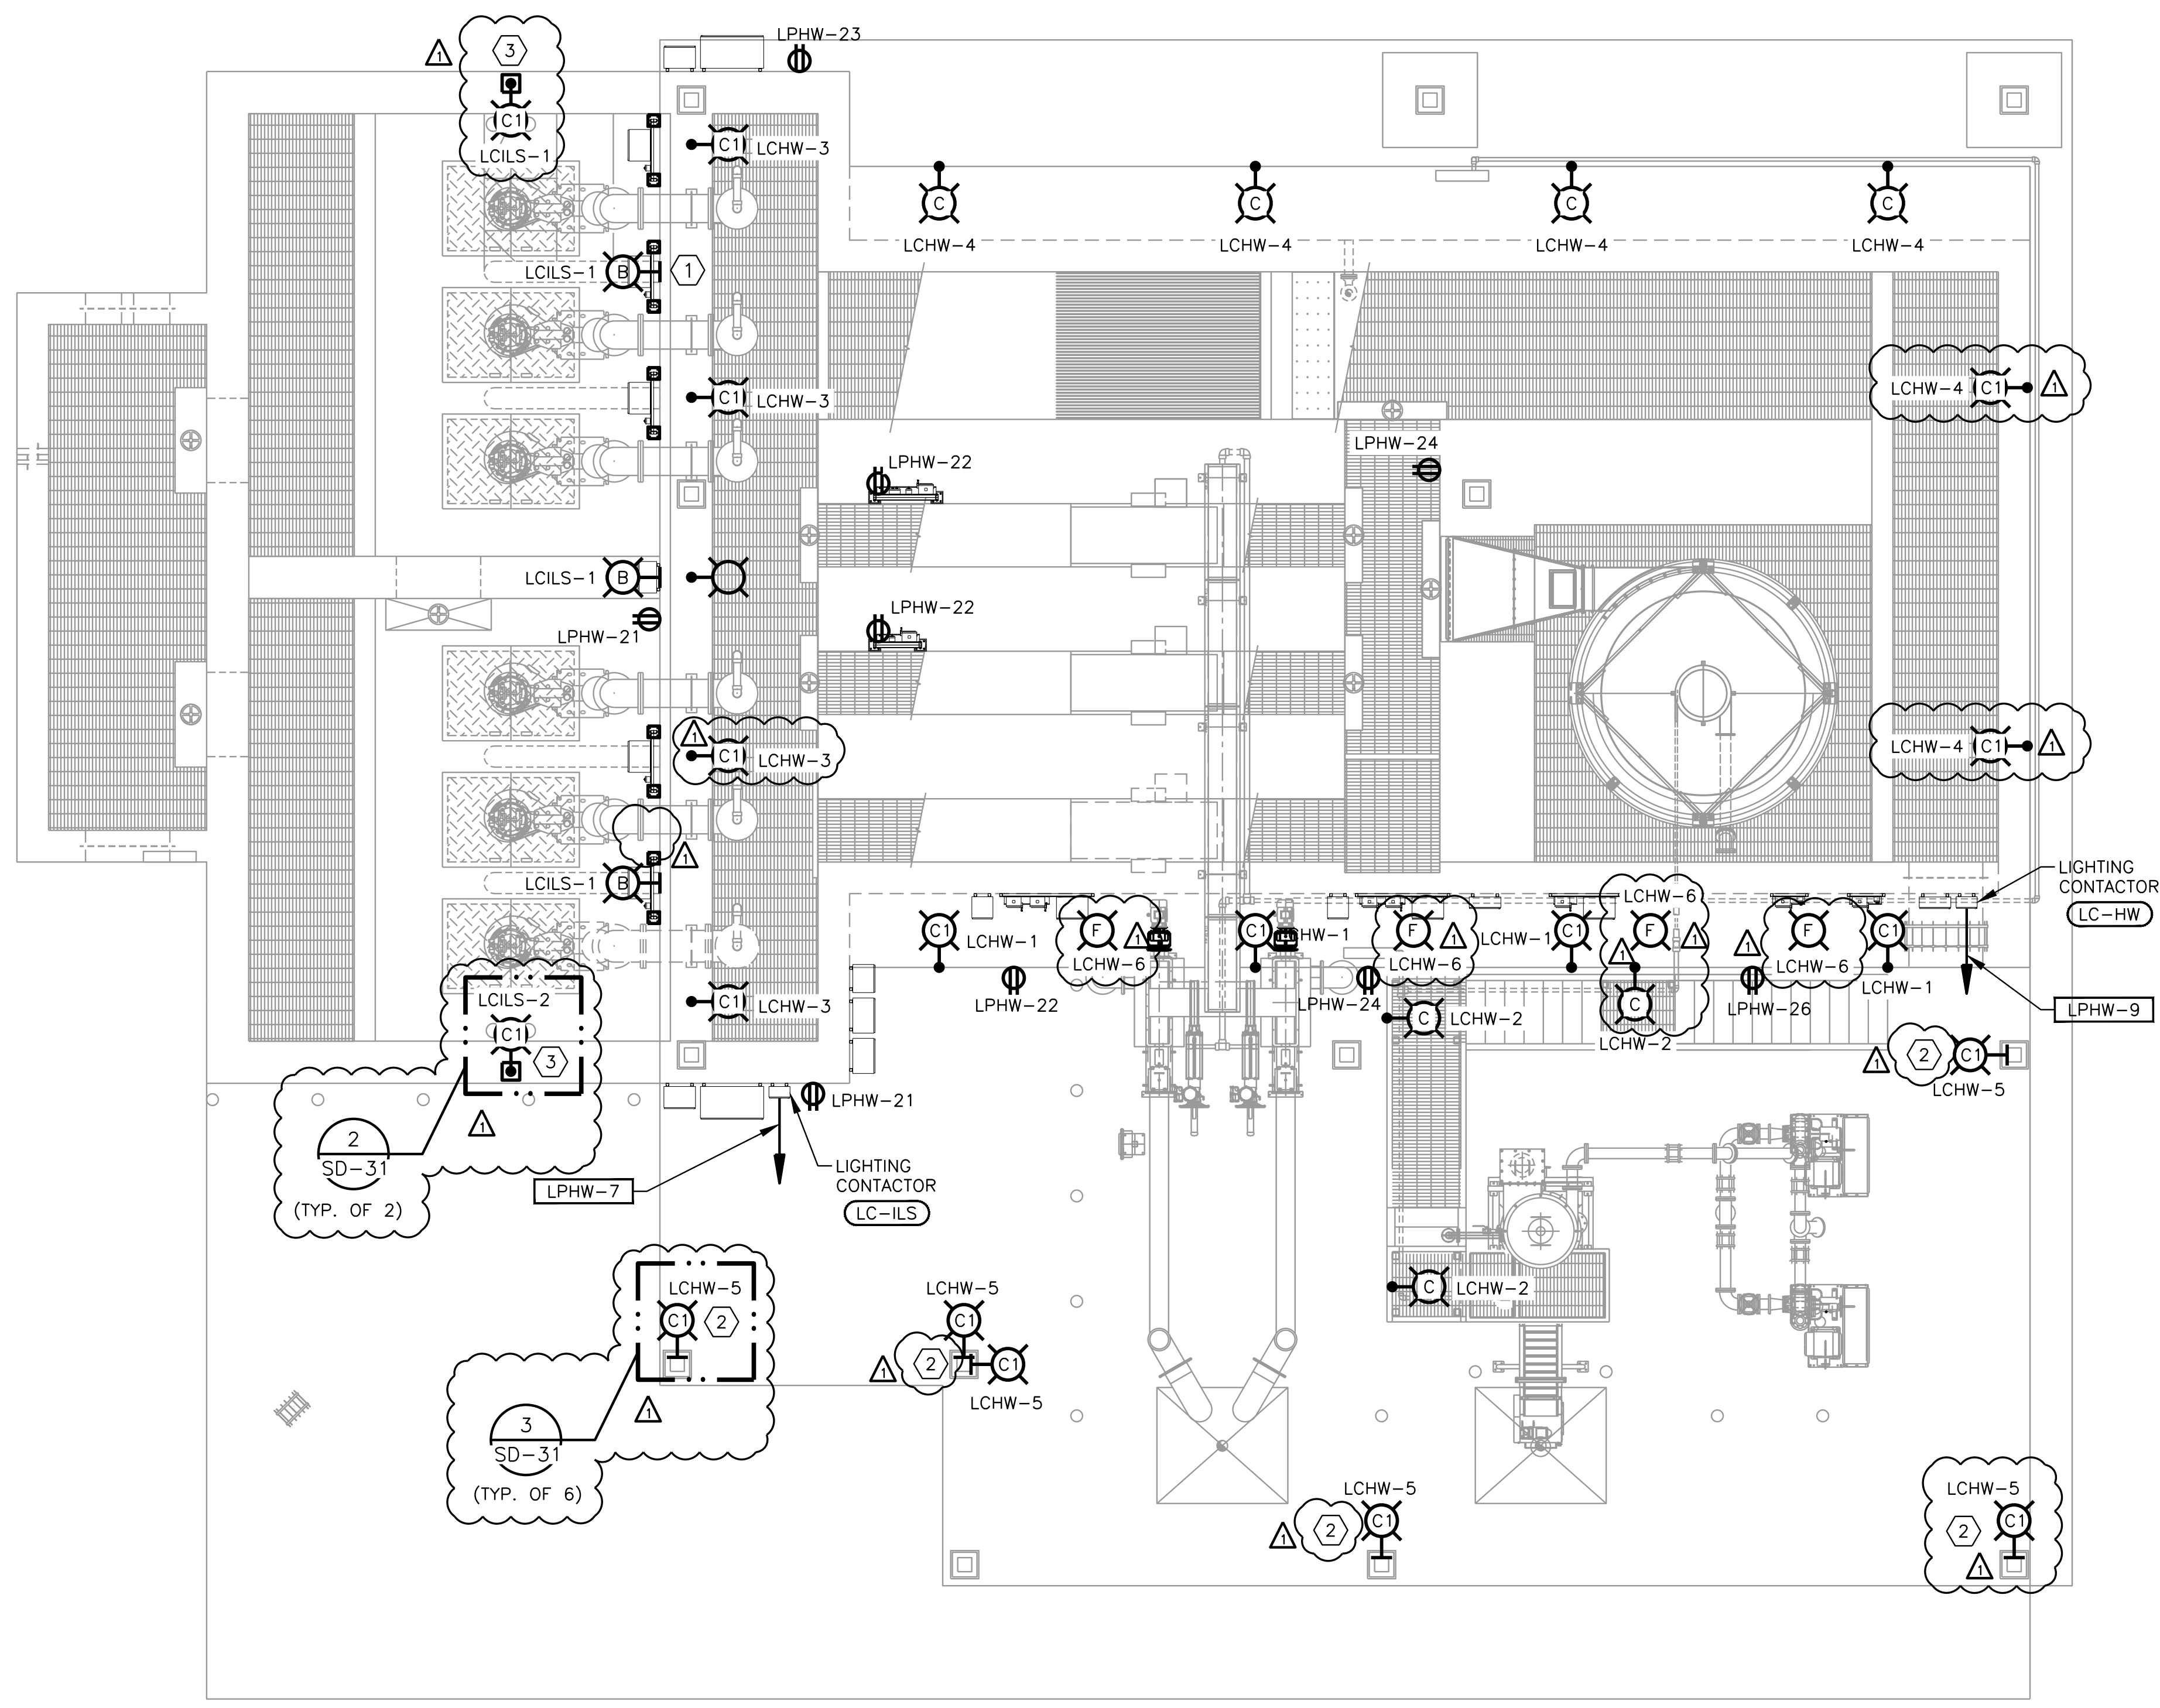 LPHW-23
1
3
C1
LCILS-1
C1
LCHW-3
C
LCHW-4
C
LCHW-4
C
LCHW-4
C
LCHW-4
LCILS-1
B
1
C1
LCHW-3
LCHW-4
C1
1
LPHW-24
LPHW-22
LCILS-1
B
LPHW-22
LPHW-21
1
C1
LCHW-3
LCHW-4
C1
1
1
LCILS-1
B
LIGHTING
CONTACTOR
LC-HW
LCHW-6
C1
LCHW-1
F
1
LCHW-6
C1
LCHW-1
F
1
LCHW-6
LCHW-1
C1
F
1
1
1
F
LCHW-6
C1
LCHW-1
C1
LCHW-3
LPHW-22
LPHW-24
C
LCHW-2
C
LCHW-2
LPHW-26
LPHW-9
LCILS-2
C1
3
1
1
2
C1
LCHW-5
LPHW-21
2
SD-31
(TYP. OF 2)
LPHW-7
LIGHTING
CONTACTOR
LC-ILS
LCHW-5
C1
2
1
LCHW-5
C1
1
2
C1
LCHW-5
C
LCHW-2
3
SD-31
(TYP. OF 6)
LCHW-5
1
2
C1
LCHW-5
2
C1
1